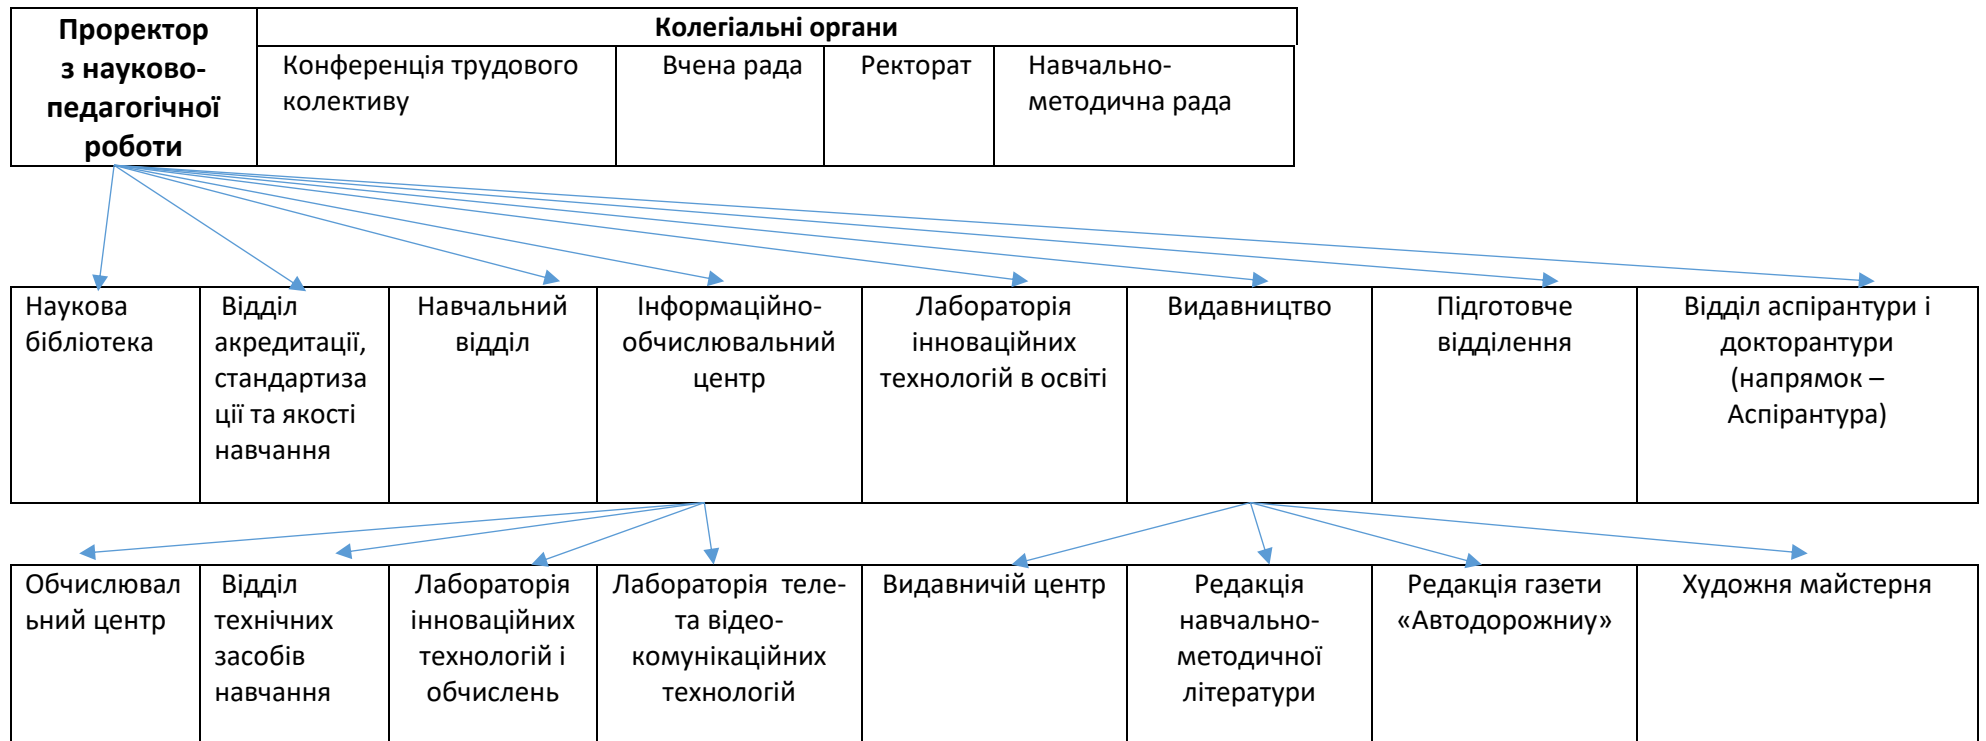 Проректор
з науково-
педагогічної
роботи
Колегіальні органи
Конференція трудового
колективу
Вчена рада
Ректорат
Навчально-
методична рада
Наукова
бібліотека
Відділ
акредитації,
стандартиза
ції та якості
навчання
Навчальний
відділ
Інформаційно-
обчислювальний
центр
Лабораторія
інноваційних
технологій в освіті
Видавництво
Підготовче
відділення
Відділ аспірантури і
докторантури
(напрямок –
Аспірантура)
Обчислювал
ьний центр
Відділ
технічних
засобів
навчання
Лабораторія
інноваційних
технологій і
обчислень
Лабораторія теле-
та відео-
комунікаційних
технологій
Видавничій центр
Редакція
навчально-
методичної
літератури
Редакція газети
«Автодорожниу»
Художня майстерня